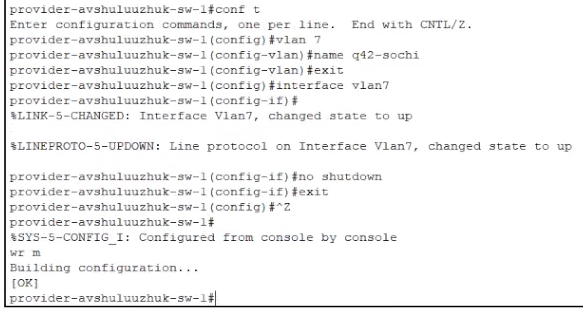 provider-avshuluuzhuk-sw-1#conf t
Enter configuration commands, one per line.  End with CNTL/Z.
provider-avshuluuzhuk-sw-1(config)#vlan 7
provider-avshuluuzhuk-sw-1(config-vlan)#name q42-sochi
provider-avshuluuzhuk-sw-1(config-vlan)#exit
provider-avshuluuzhuk-sw-1(config)#interface vlan7
provider-avshuluuzhuk-sw-1(config-if)#
%LINK-5-CHANGED: Interface Vlan7, changed state to up
%LINEPROTO-5-UPDOWN: Line protocol on Interface Vlan7, changed state to up
provider-avshuluuzhuk-sw-1(config-if)#no shutdown
provider-avshuluuzhuk-sw-1(config-if)#exit
provider-avshuluuzhuk-sw-1(config)#^Z
provider-avshuluuzhuk-sw-1#
%SYS-5-CONFIG_I: Configured from console by console
wr m
Building configuration...
[OK]
provider-avshuluuzhuk-sw-1#